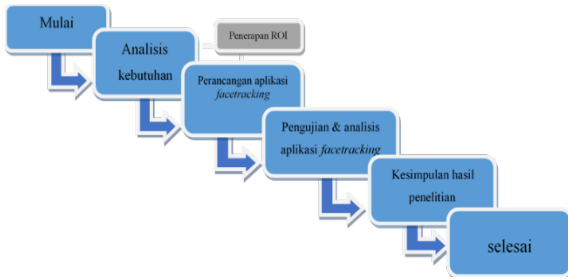 Mulai
Analisis
kebutuhan
Penerapan ROI
Perancangan aplikasi
facetracking
Pengujian & analisis
aplikasi facetracking
Kesimpulan hasil
penelitian
selesai